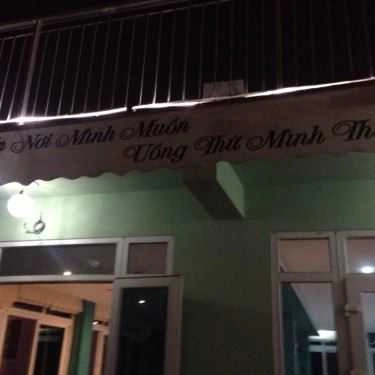 Nơi Mình Muốn
Uống Thứ Mình